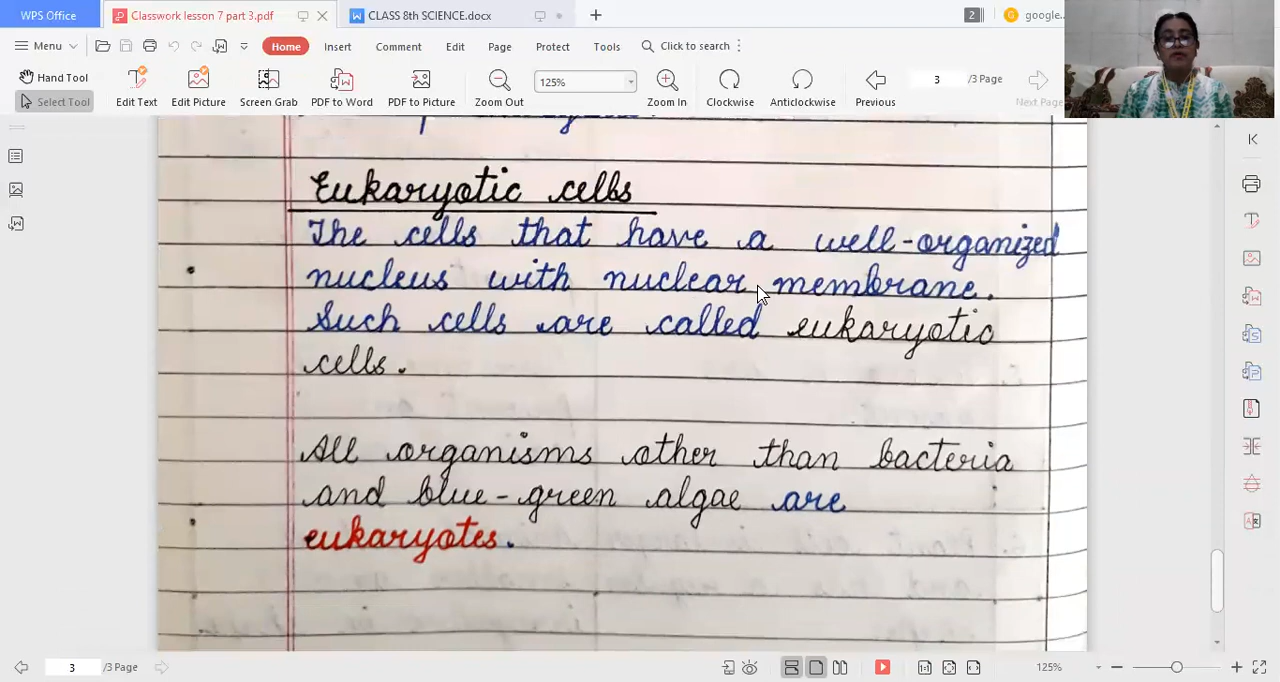 WPS Office
Classwork lesson 7 part 3.pdf
CLASS 8th SCIENCE.docx
2
google...
Menu
Home
Insert
Comment
Edit
Page
Protect
Tools
Click to search
Hand Tool
Select Tool
Edit Text
Edit Picture
Screen Grab
PDF to Word
PDF to Picture
Zoom Out
125%
Zoom In
Clockwise
Anticlockwise
Previous
3
/3 Page
Next Page
Eukaryotic cells
The cells that have a well-organized
nucleus with nuclear membrane.
Such cells are called eukaryotic
cells.
All organisms other than bacteria
and blue-green algae are
eukaryotes.
3
/3 Page
125%